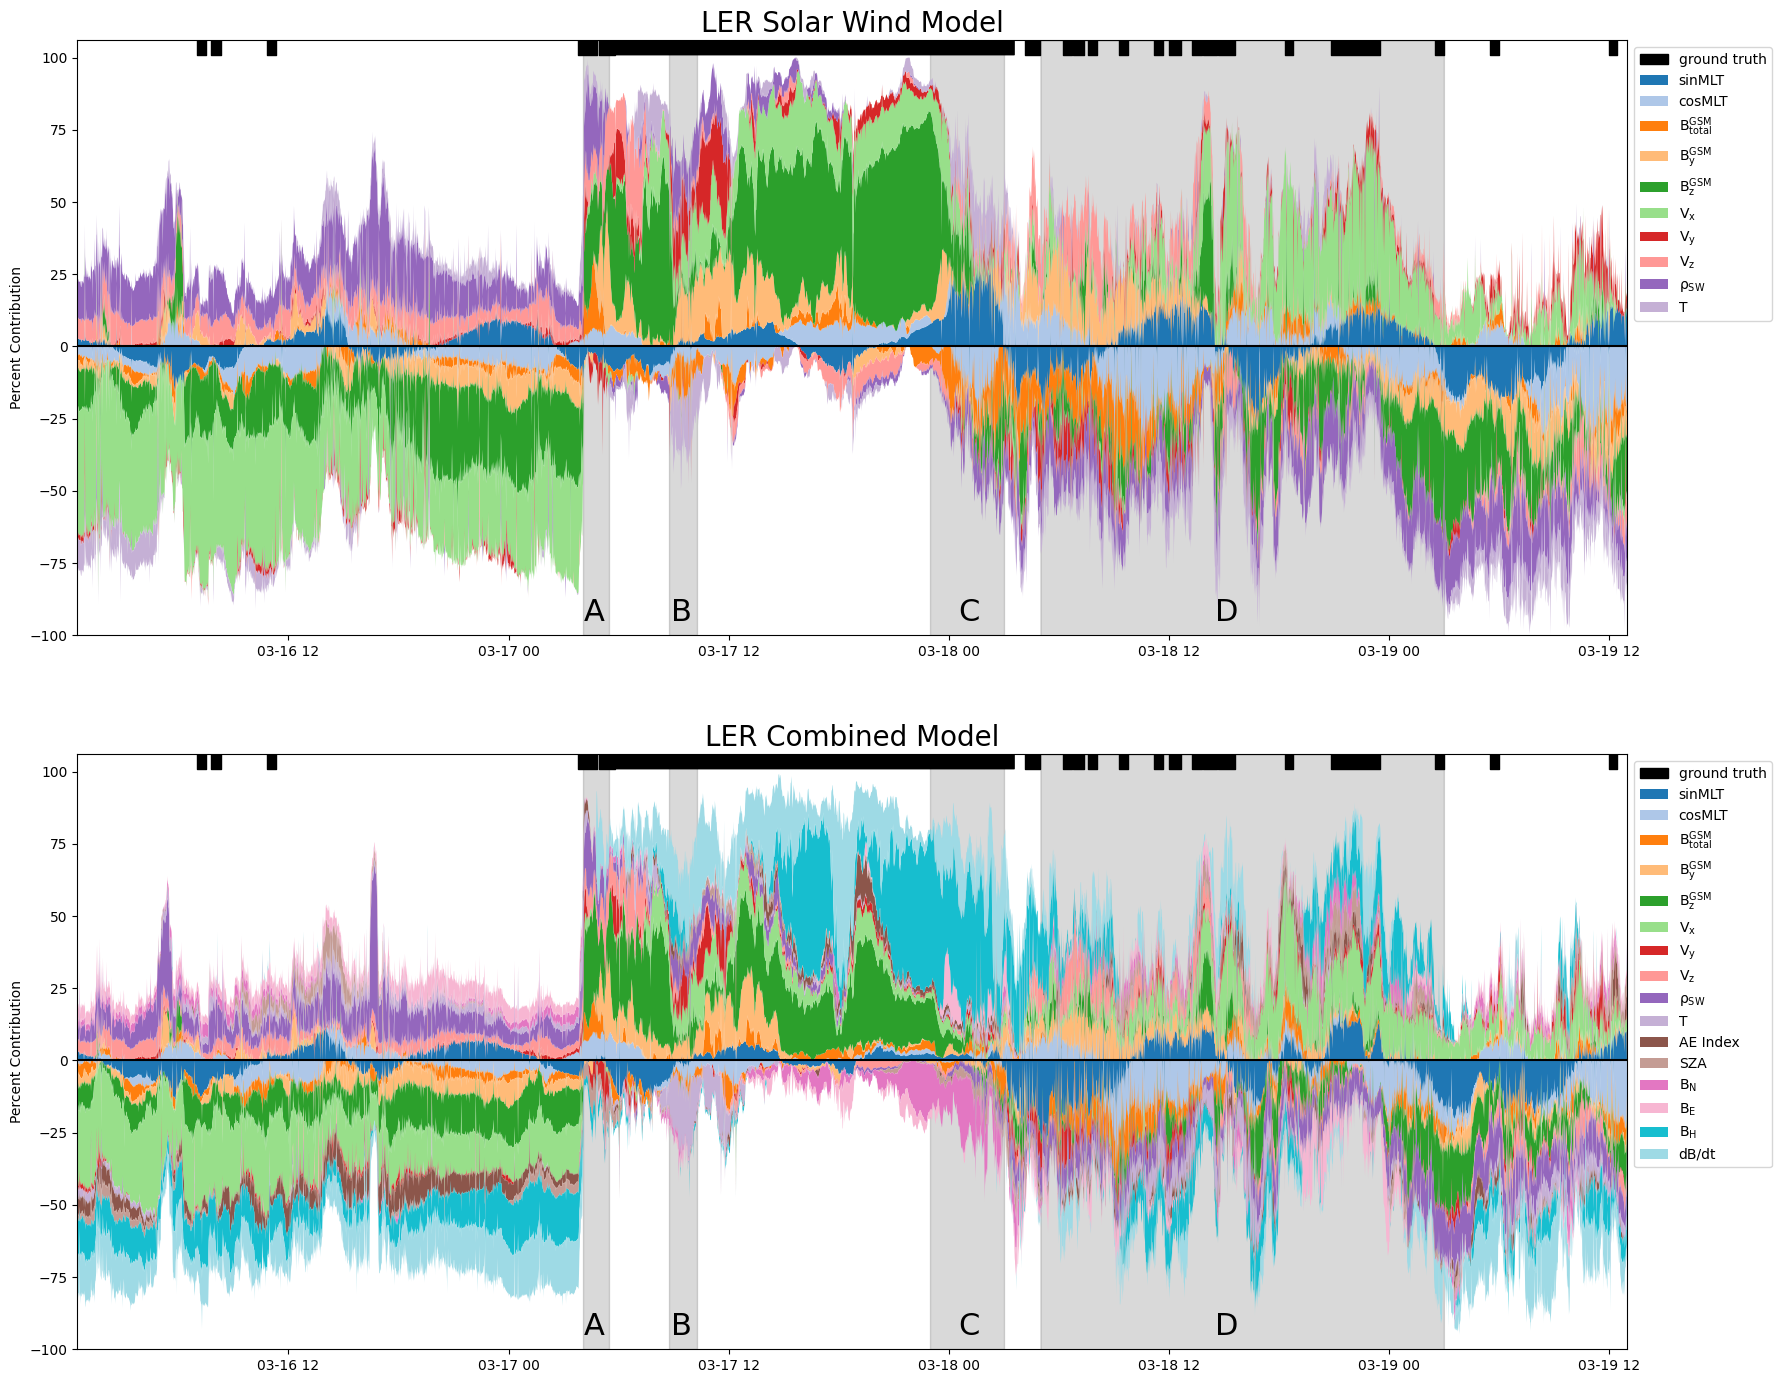 LER Solar Wind Model
Percent Contribution
100
75
50
25
0
−25
−50
−75
−100
A
B
C
D
03-16 12
03-17 00
03-17 12
03-18 00
03-18 12
03-19 00
03-19 12
ground truth
sinMLT
cosMLT
B_total^GSM
B_y^GSM
B_z^GSM
V_x
V_y
V_z
ρ_SW
T
LER Combined Model
Percent Contribution
100
75
50
25
0
−25
−50
−75
−100
A
B
C
D
03-16 12
03-17 00
03-17 12
03-18 00
03-18 12
03-19 00
03-19 12
ground truth
sinMLT
cosMLT
B_total^GSM
B_y^GSM
B_z^GSM
V_x
V_y
V_z
ρ_SW
T
AE Index
SZA
B_N
B_E
B_H
dB/dt